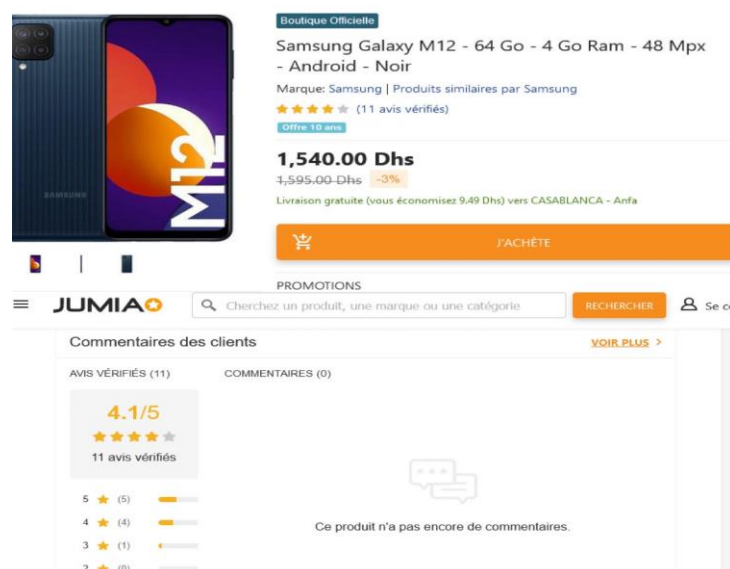 Boutique Officielle
Samsung Galaxy M12 - 64 Go - 4 Go Ram - 48 Mpx
- Android - Noir
Marque: Samsung | Produits similaires par Samsung
(11 avis vérifiés)
Offre 10 ans
1,540.00 Dhs
1,595.00 Dhs -3%
Livraison gratuite (vous économisez 9.49 Dhs) vers CASABLANCA - Anfa
SAMSUNG
M12
J'ACHÈTE
PROMOTIONS
JUMIA
Cherchez un produit, une marque ou une catégorie
RECHERCHER
Se co
Commentaires des clients
VOIR PLUS >
AVIS VÉRIFIÉS (11)
COMMENTAIRES (0)
4.1/5
11 avis vérifiés
5 (5)
4 (4)
3 (1)
2 (0)
Ce produit n'a pas encore de commentaires.